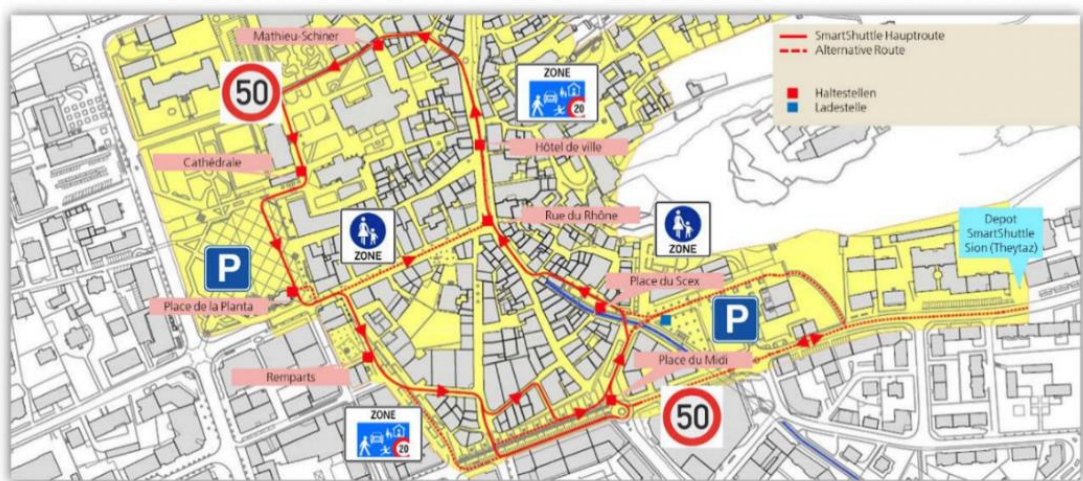 Mathieu-Schiner
SmartShuttle Hauptroute
Alternative Route
50
ZONE
20
Haltestellen
Ladestelle
Hôtel de ville
Cathédrale
Rue du Rhône
ZONE
ZONE
Depot
SmartShuttle
Sion (Theytaz)
P
Place de la Planta
Place du Scex
P
Place du Midi
Remparts
50
ZONE
20